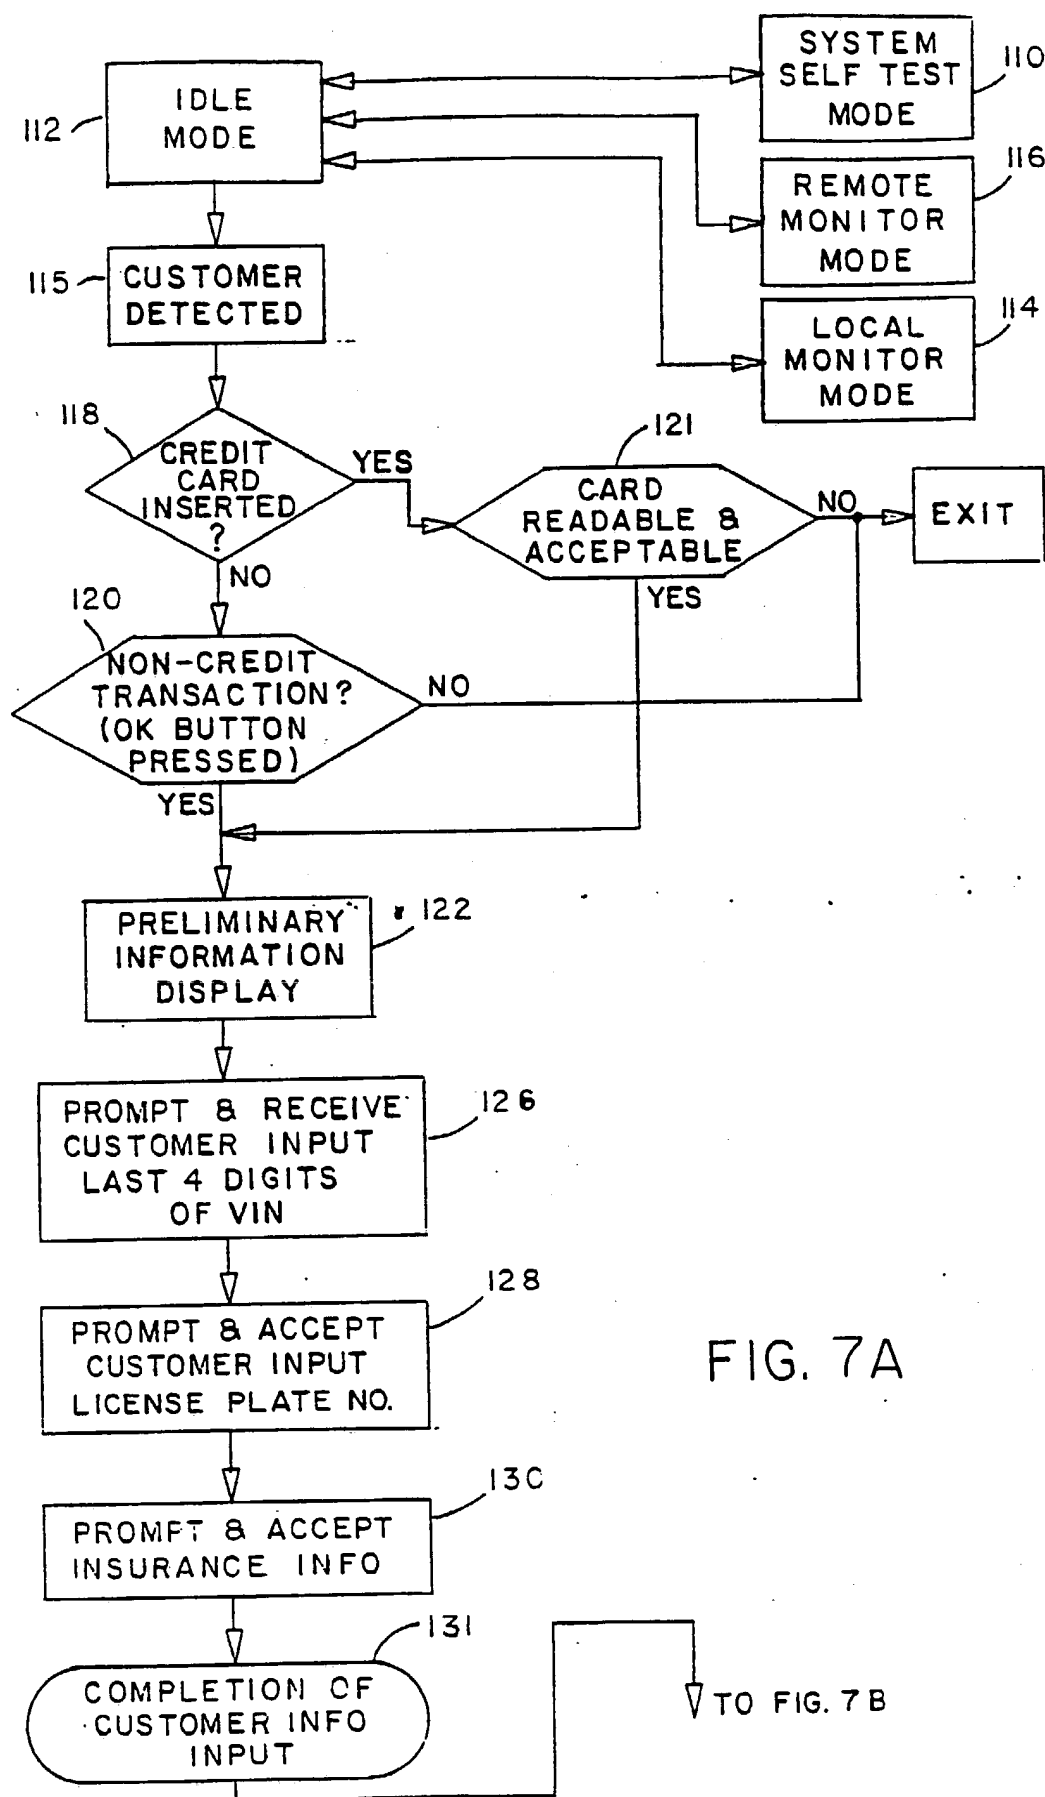 SYSTEM
SELF TEST
MODE
110
IDLE
MODE
112
REMOTE
MONITOR
MODE
116
CUSTOMER
DETECTED
115
LOCAL
MONITOR
MODE
114
118
CREDIT
CARD
INSERTED
?
YES
NO
121
CARD
READABLE &
ACCEPTABLE
NO
YES
EXIT
120
NON-CREDIT
TRANSACTION?
(OK BUTTON
PRESSED)
NO
YES
PRELIMINARY
INFORMATION
DISPLAY
122
PROMPT & RECEIVE
CUSTOMER INPUT
LAST 4 DIGITS
OF VIN
126
PROMPT & ACCEPT
CUSTOMER INPUT
LICENSE PLATE NO.
128
FIG. 7A
PROMPT & ACCEPT
INSURANCE INFO
130
131
COMPLETION OF
CUSTOMER INFO
INPUT
TO FIG. 7B